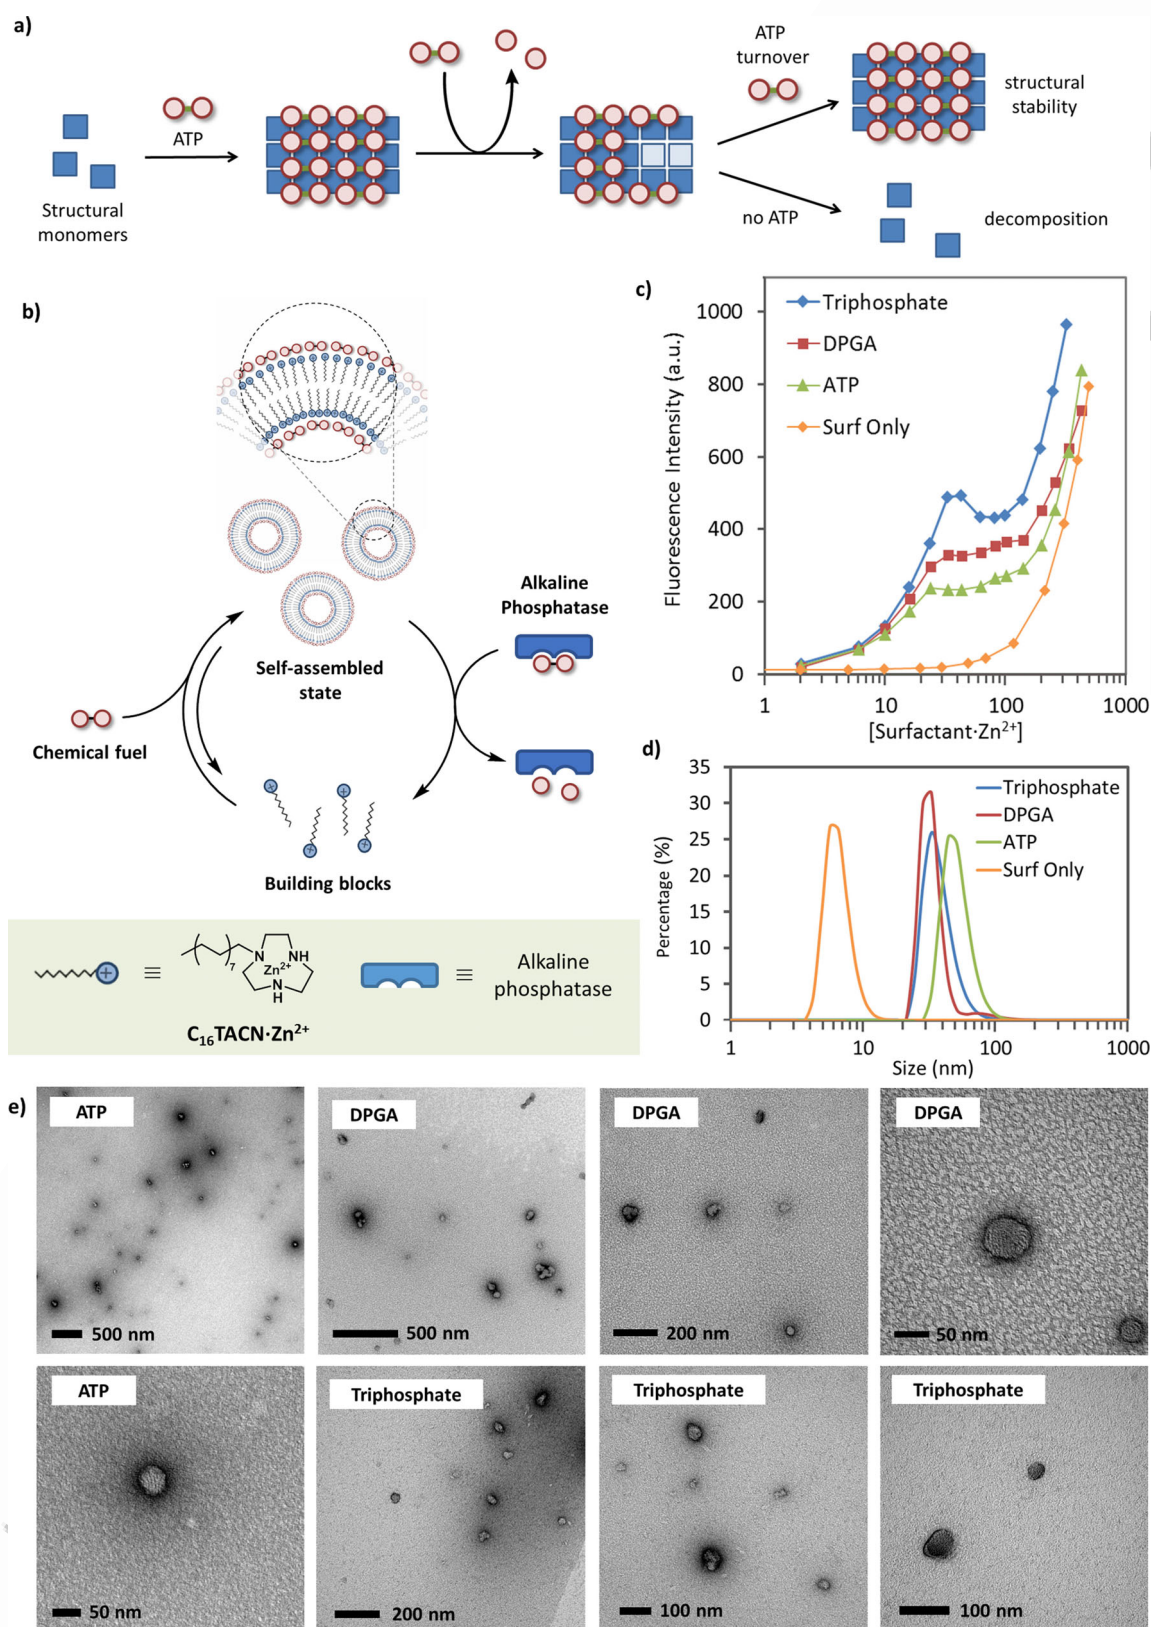 a)
ATP
Structural
monomers
ATP
turnover
structural
stability
no ATP
decomposition
b)
Alkaline
Phosphatase
Self-assembled
state
Chemical fuel
Building blocks
N
7
NH
Zn²⁺
N
H
C₁₆TACN·Zn²⁺
≡
≡
Alkaline
phosphatase
c)
Triphosphate
DPGA
ATP
Surf Only
Fluorescence Intensity (a.u.)
1000
800
600
400
200
0
1 10 100 1000
[Surfactant·Zn²⁺]
d)
Triphosphate
DPGA
ATP
Surf Only
Percentage (%)
35
30
25
20
15
10
5
0
1 10 100 1000
Size (nm)
e)
ATP
500 nm
DPGA
500 nm
DPGA
200 nm
DPGA
50 nm
ATP
50 nm
Triphosphate
200 nm
Triphosphate
100 nm
Triphosphate
100 nm